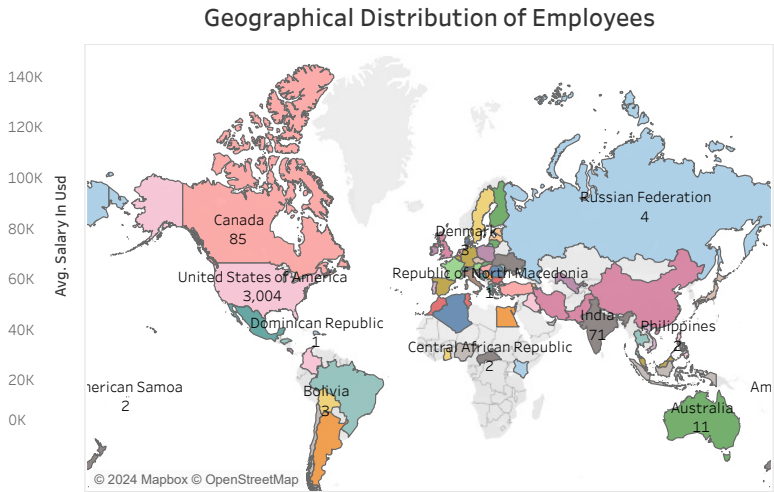 Geographical Distribution of Employees
140K
120K
100K
80K
60K
40K
20K
0K
Avg. Salary In Usd
Russian Federation
4
Canada
85
Denmark
3
Republic of North Macedonia
1
United States of America
3,004
Dominican Republic
1
India
71
Philippines
2
Central African Republic
2
merican Samoa
2
Am
Bolivia
3
Australia
11
© 2024 Mapbox © OpenStreetMap